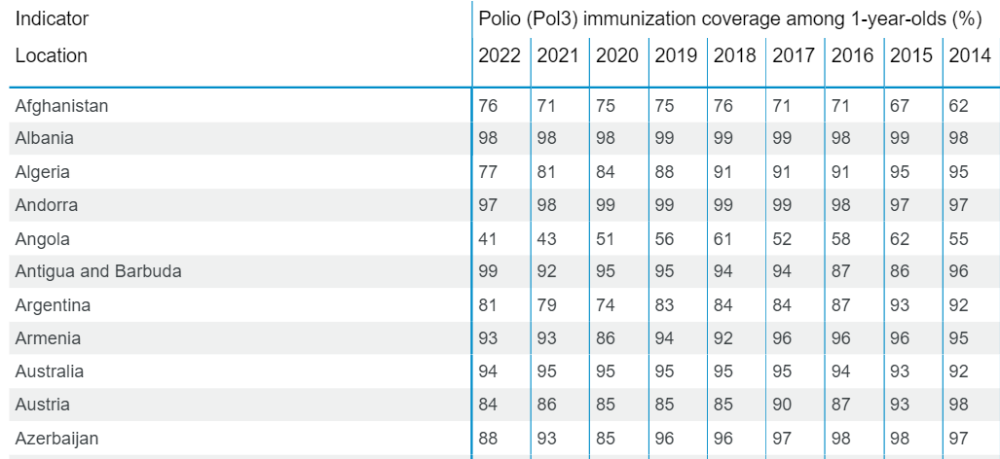 Indicator Polio (Pol3) immunization coverage among 1-year-olds (%)
Location 2022 2021 2020 2019 2018 2017 2016 2015 2014
Afghanistan 76 71 75 75 76 71 71 67 62
Albania 98 98 98 99 99 99 98 99 98
Algeria 77 81 84 88 91 91 91 95 95
Andorra 97 98 99 99 99 99 98 97 97
Angola 41 43 51 56 61 52 58 62 55
Antigua and Barbuda 99 92 95 95 94 94 87 86 96
Argentina 81 79 74 83 84 84 87 93 92
Armenia 93 93 86 94 92 96 96 96 95
Australia 94 95 95 95 95 95 94 93 92
Austria 84 86 85 85 85 90 87 93 98
Azerbaijan 88 93 85 96 96 97 98 98 97